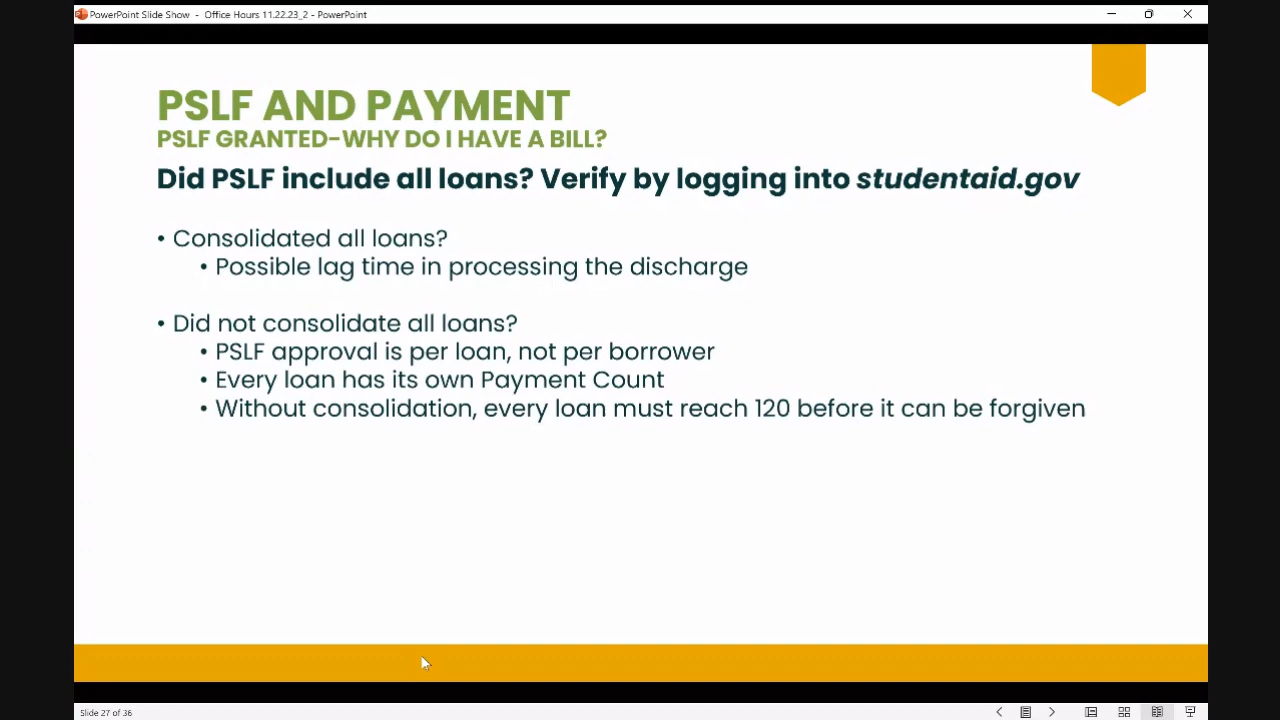 PowerPoint Slide Show - Office Hours 11.22.23_2 - PowerPoint
PSLF AND PAYMENT
PSLF GRANTED-WHY DO I HAVE A BILL?
Did PSLF include all loans? Verify by logging into studentaid.gov
• Consolidated all loans?
• Possible lag time in processing the discharge
• Did not consolidate all loans?
• PSLF approval is per loan, not per borrower
• Every loan has its own Payment Count
• Without consolidation, every loan must reach 120 before it can be forgiven
Slide 27 of 36